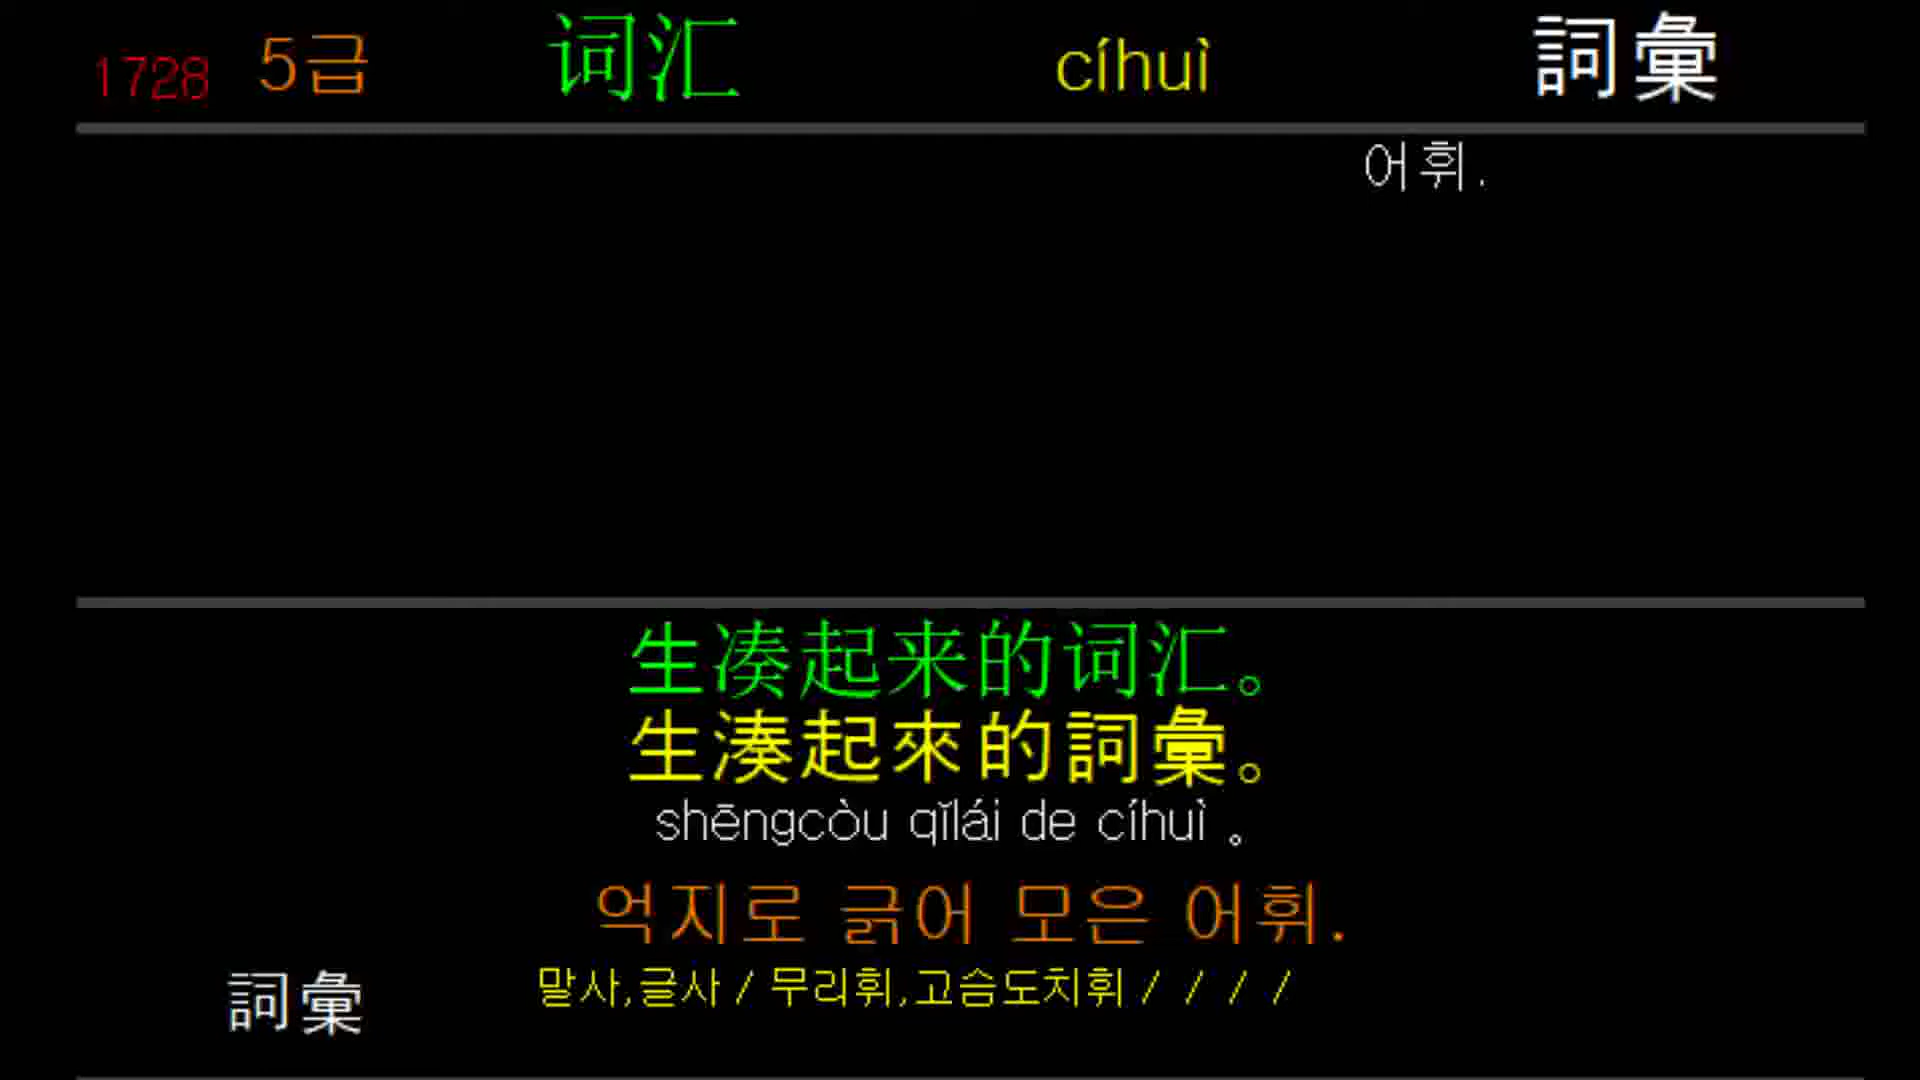 1728 5급 词汇 cíhuì 詞彙
어휘.
生凑起来的词汇。
生湊起來的詞彙。
shēngcòu qǐlái de cíhuì 。
억지로 긁어 모은 어휘.
詞彙 말사,글사 / 무리휘,고슴도치휘 / / / /